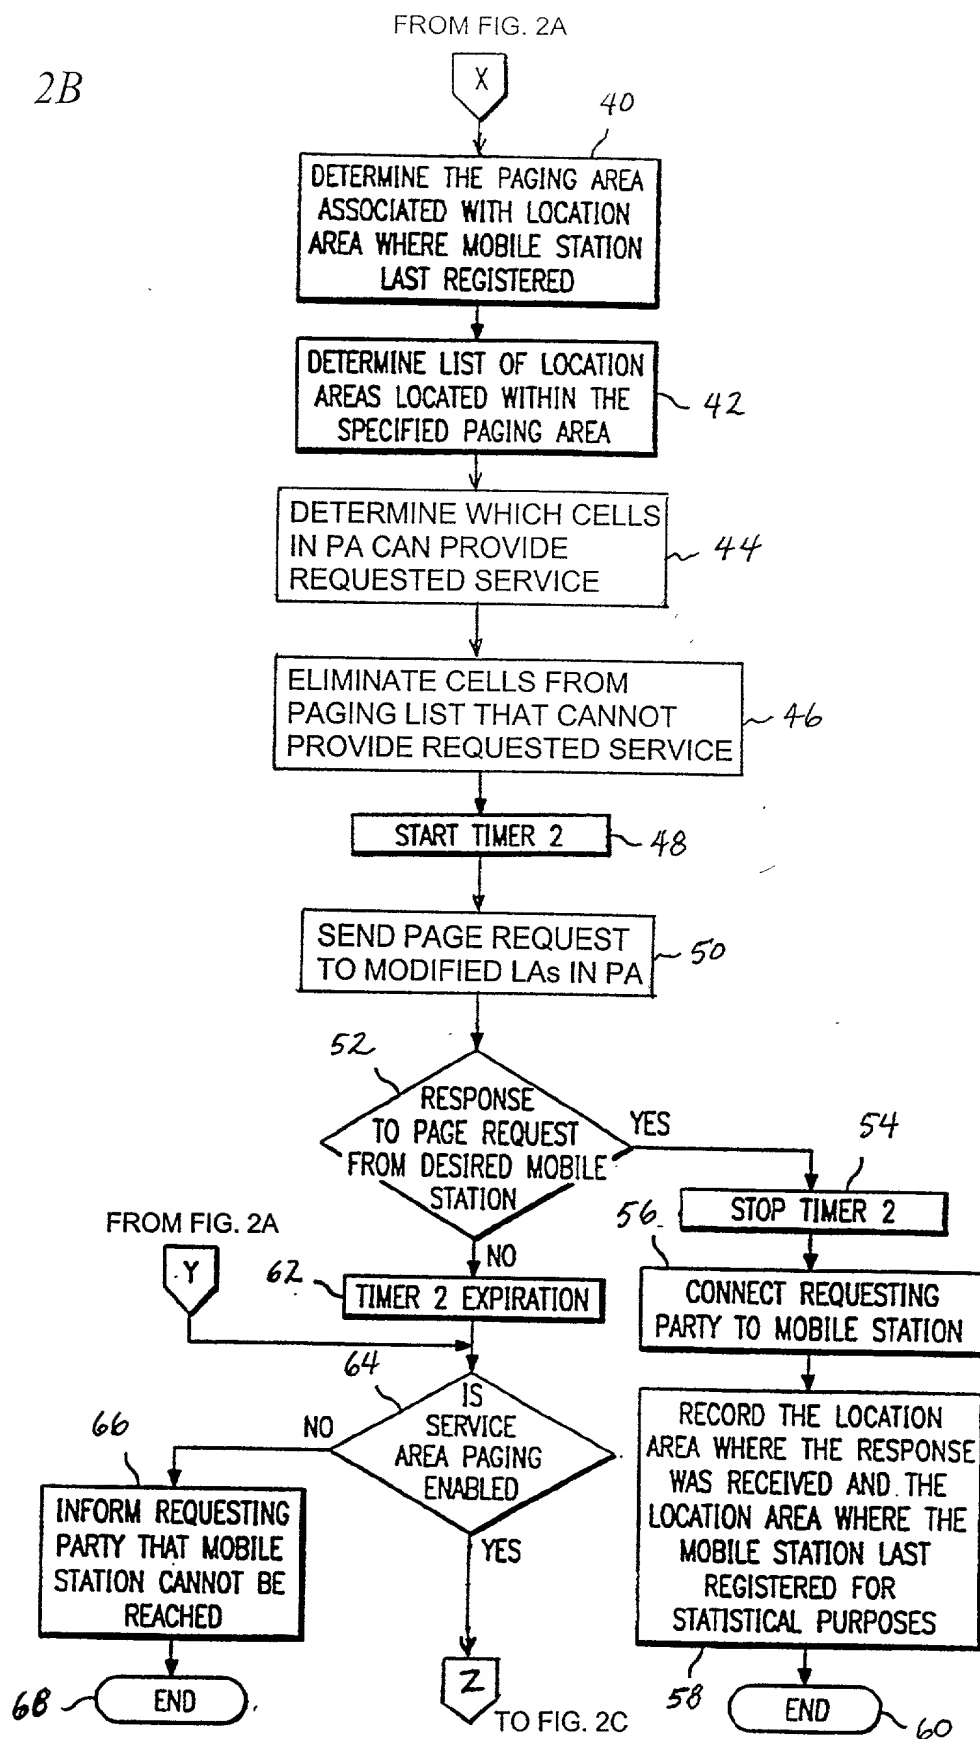 FROM FIG. 2A
2B
X
40
DETERMINE THE PAGING AREA
ASSOCIATED WITH LOCATION
AREA WHERE MOBILE STATION
LAST REGISTERED
DETERMINE LIST OF LOCATION
AREAS LOCATED WITHIN THE
SPECIFIED PAGING AREA
42
DETERMINE WHICH CELLS
IN PA CAN PROVIDE
REQUESTED SERVICE
44
ELIMINATE CELLS FROM
PAGING LIST THAT CANNOT
PROVIDE REQUESTED SERVICE
46
START TIMER 2
48
SEND PAGE REQUEST
TO MODIFIED LAs IN PA
50
52
RESPONSE
TO PAGE REQUEST
FROM DESIRED MOBILE
STATION
YES
54
STOP TIMER 2
56
CONNECT REQUESTING
PARTY TO MOBILE STATION
RECORD THE LOCATION
AREA WHERE THE RESPONSE
WAS RECEIVED AND THE
LOCATION AREA WHERE THE
MOBILE STATION LAST
REGISTERED FOR
STATISTICAL PURPOSES
58
END
60
NO
FROM FIG. 2A
Y
62
TIMER 2 EXPIRATION
64
IS
SERVICE
AREA PAGING
ENABLED
NO
66
INFORM REQUESTING
PARTY THAT MOBILE
STATION CANNOT BE
REACHED
68
END
YES
Z
TO FIG. 2C